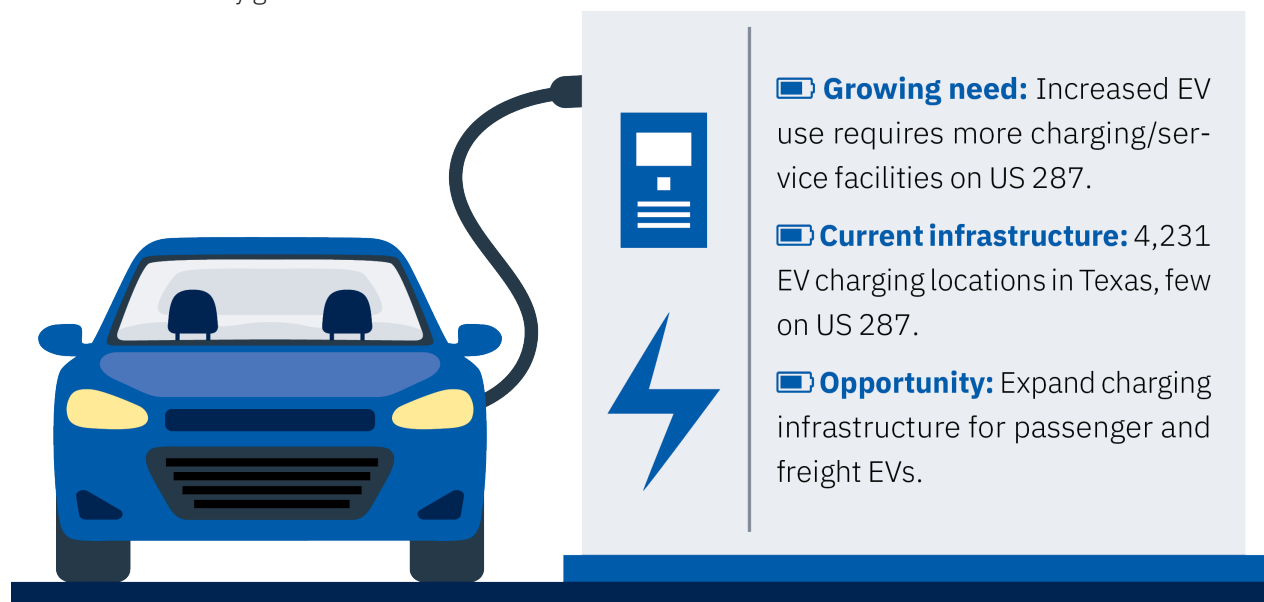 Growing need: Increased EV
use requires more charging/ser-
vice facilities on US 287.
Current infrastructure: 4,231
EV charging locations in Texas, few
on US 287.
Opportunity: Expand charging
infrastructure for passenger and
freight EVs.